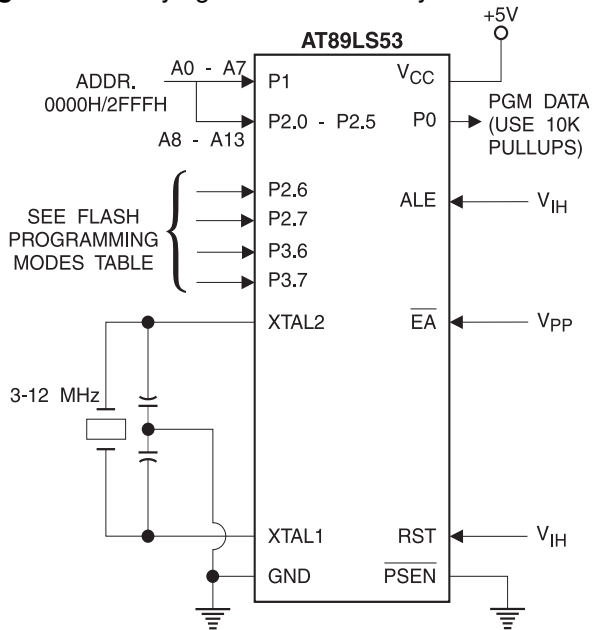 +5V
AT89LS53
A0 - A7
ADDR.
0000H/2FFFH
P1
VCC
A8 - A13
P2.0 - P2.5
P0
PGM DATA
(USE 10K
PULLUPS)
P2.6
ALE
VIH
SEE FLASH
PROGRAMMING
MODES TABLE
P2.7
P3.6
P3.7
XTAL2
EA
VPP
3-12 MHz
XTAL1
RST
VIH
GND
PSEN